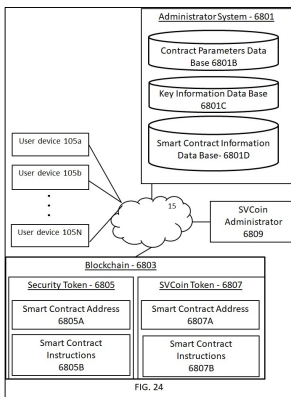 Administrator System - 6801
Contract Parameters Data
Base 6801B
Key Information Data Base
6801C
Smart Contract Information
Data Base- 6801D
User device 105a
User device 105b
User device 105N
15
SVCoin
Administrator
6809
Blockchain - 6803
Security Token - 6805
Smart Contract Address
6805A
Smart Contract
Instructions
6805B
SVCoin Token - 6807
Smart Contract Address
6807A
Smart Contract
Instructions
6807B
FIG. 24